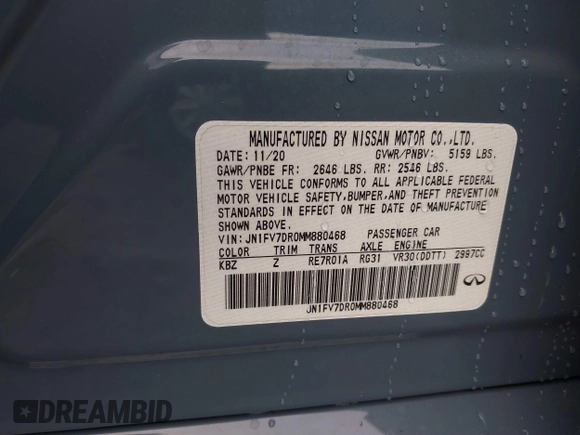 MANUFACTURED BY NISSAN MOTOR CO.,LTD.
DATE: 11/20 GVWR/PNBV: 5159 LBS.
GAWR/PNBE FR: 2646 LBS. RR: 2546 LBS.
THIS VEHICLE CONFORMS TO ALL APPLICABLE FEDERAL
MOTOR VEHICLE SAFETY,BUMPER,AND THEFT PREVENTION
STANDARDS IN EFFECT ON THE DATE OF MANUFACTURE
SHOWN ABOVE.
VIN: JN1FV7DR0MM880468 PASSENGER CAR
COLOR TRIM TRANS AXLE ENGINE
KBZ Z RE7R01A RG31 VR30(DDTT) 2997CC
JN1FV7DR0MM880468
DREAMBID